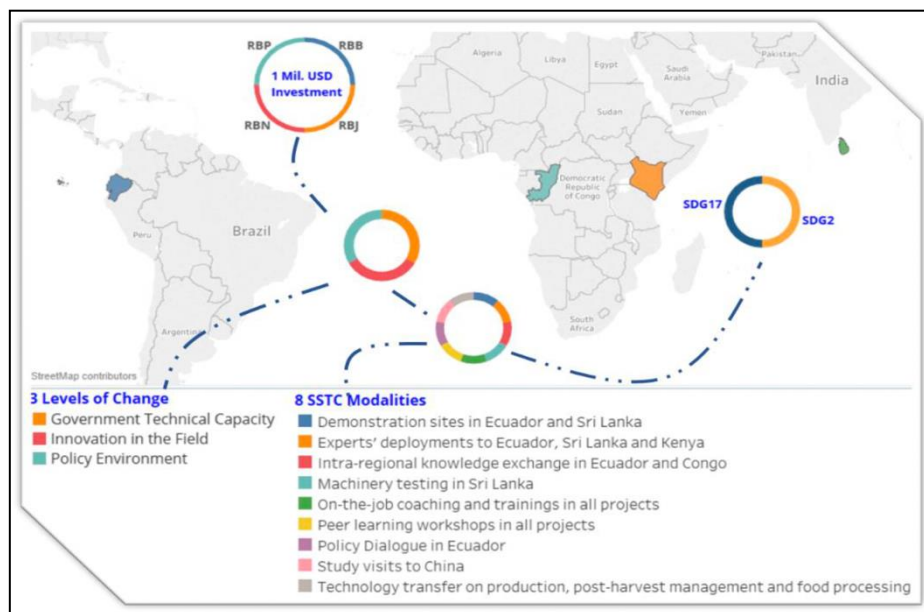 RBP
RBB
1 Mil. USD
Investment
RBN
RBJ
Algeria
Libya
Egypt
Saudi
Arabia
Pakistan
India
Sudan
Yemen
SDG17
SDG2
Democratic
Republic
of Congo
Peru
Brazil
Argentina
South
Africa
StreetMap contributors
3 Levels of Change
Government Technical Capacity
Innovation in the Field
Policy Environment
8 SSTC Modalities
Demonstration sites in Ecuador and Sri Lanka
Experts' deployments to Ecuador, Sri Lanka and Kenya
Intra-regional knowledge exchange in Ecuador and Congo
Machinery testing in Sri Lanka
On-the-job coaching and trainings in all projects
Peer learning workshops in all projects
Policy Dialogue in Ecuador
Study visits to China
Technology transfer on production, post-harvest management and food processing